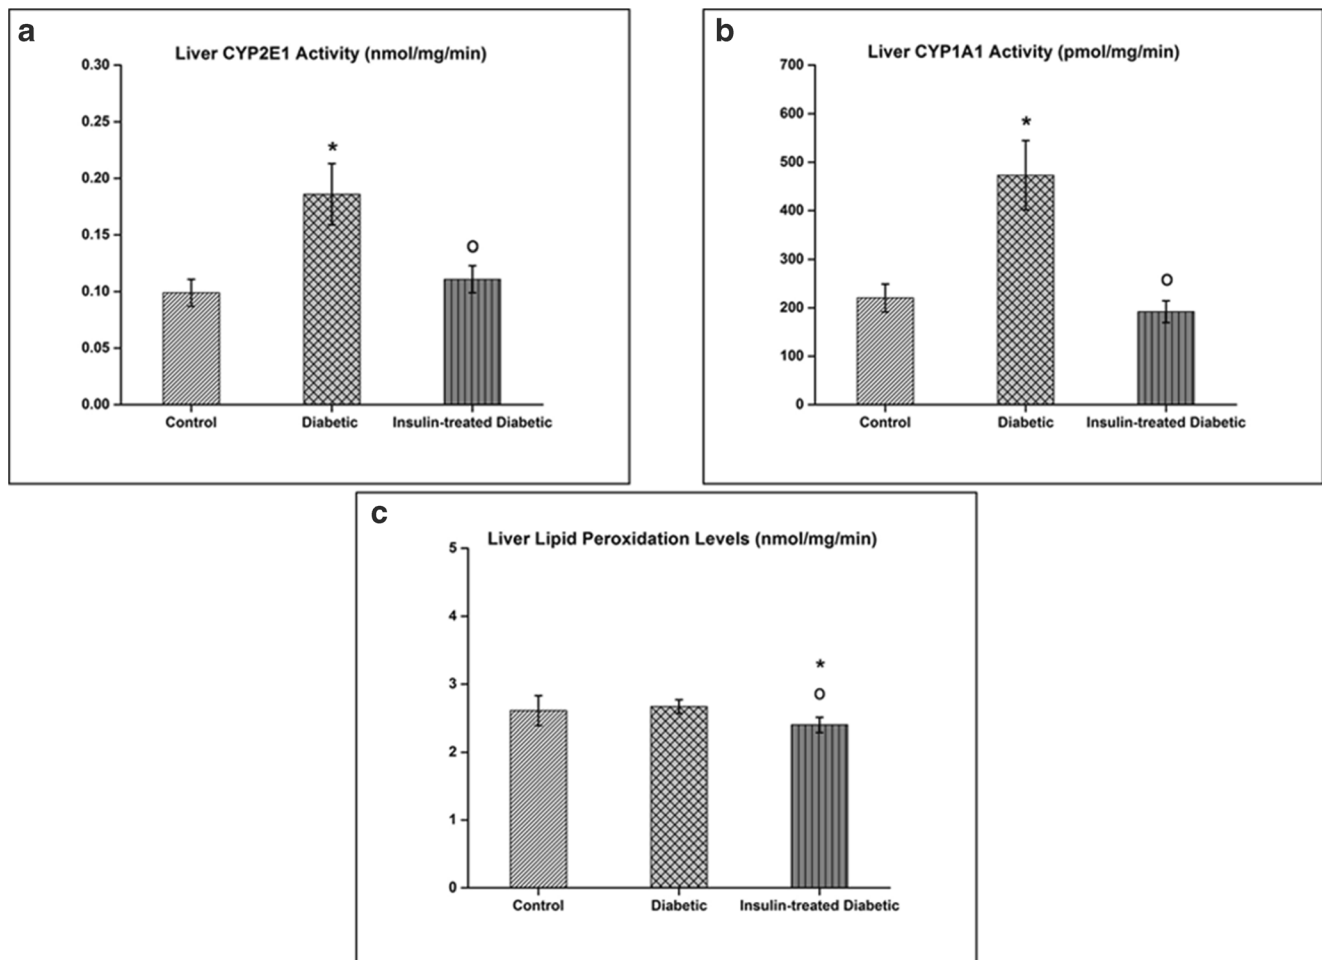 a
Liver CYP2E1 Activity (nmol/mg/min)
0.30
0.25
0.20
0.15
0.10
0.05
0.00
*
O
Control Diabetic Insulin-treated Diabetic
b
Liver CYP1A1 Activity (pmol/mg/min)
700
600
500
400
300
200
100
0
*
O
Control Diabetic Insulin-treated Diabetic
c
Liver Lipid Peroxidation Levels (nmol/mg/min)
5
4
3
2
1
0
*
O
Control Diabetic Insulin-treated Diabetic